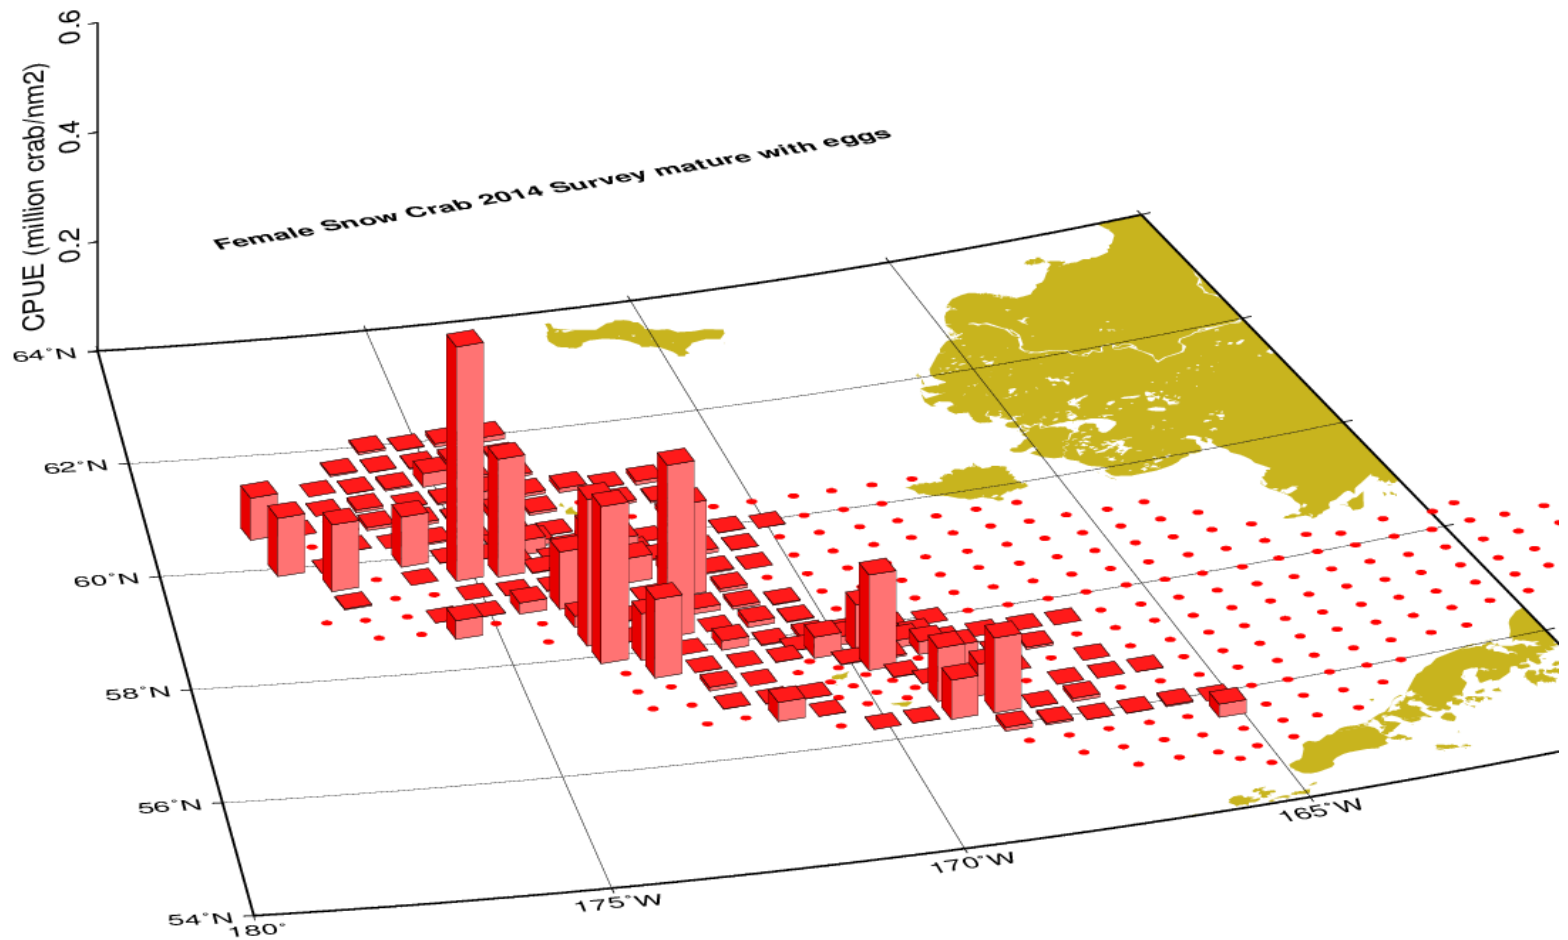 0.6
0.4
0.2
CPUE (million crab/nm2)
Female Snow Crab 2014 Survey mature with eggs
64°N
62°N
60°N
58°N
56°N
54°N
180°
175°W
170°W
165°W